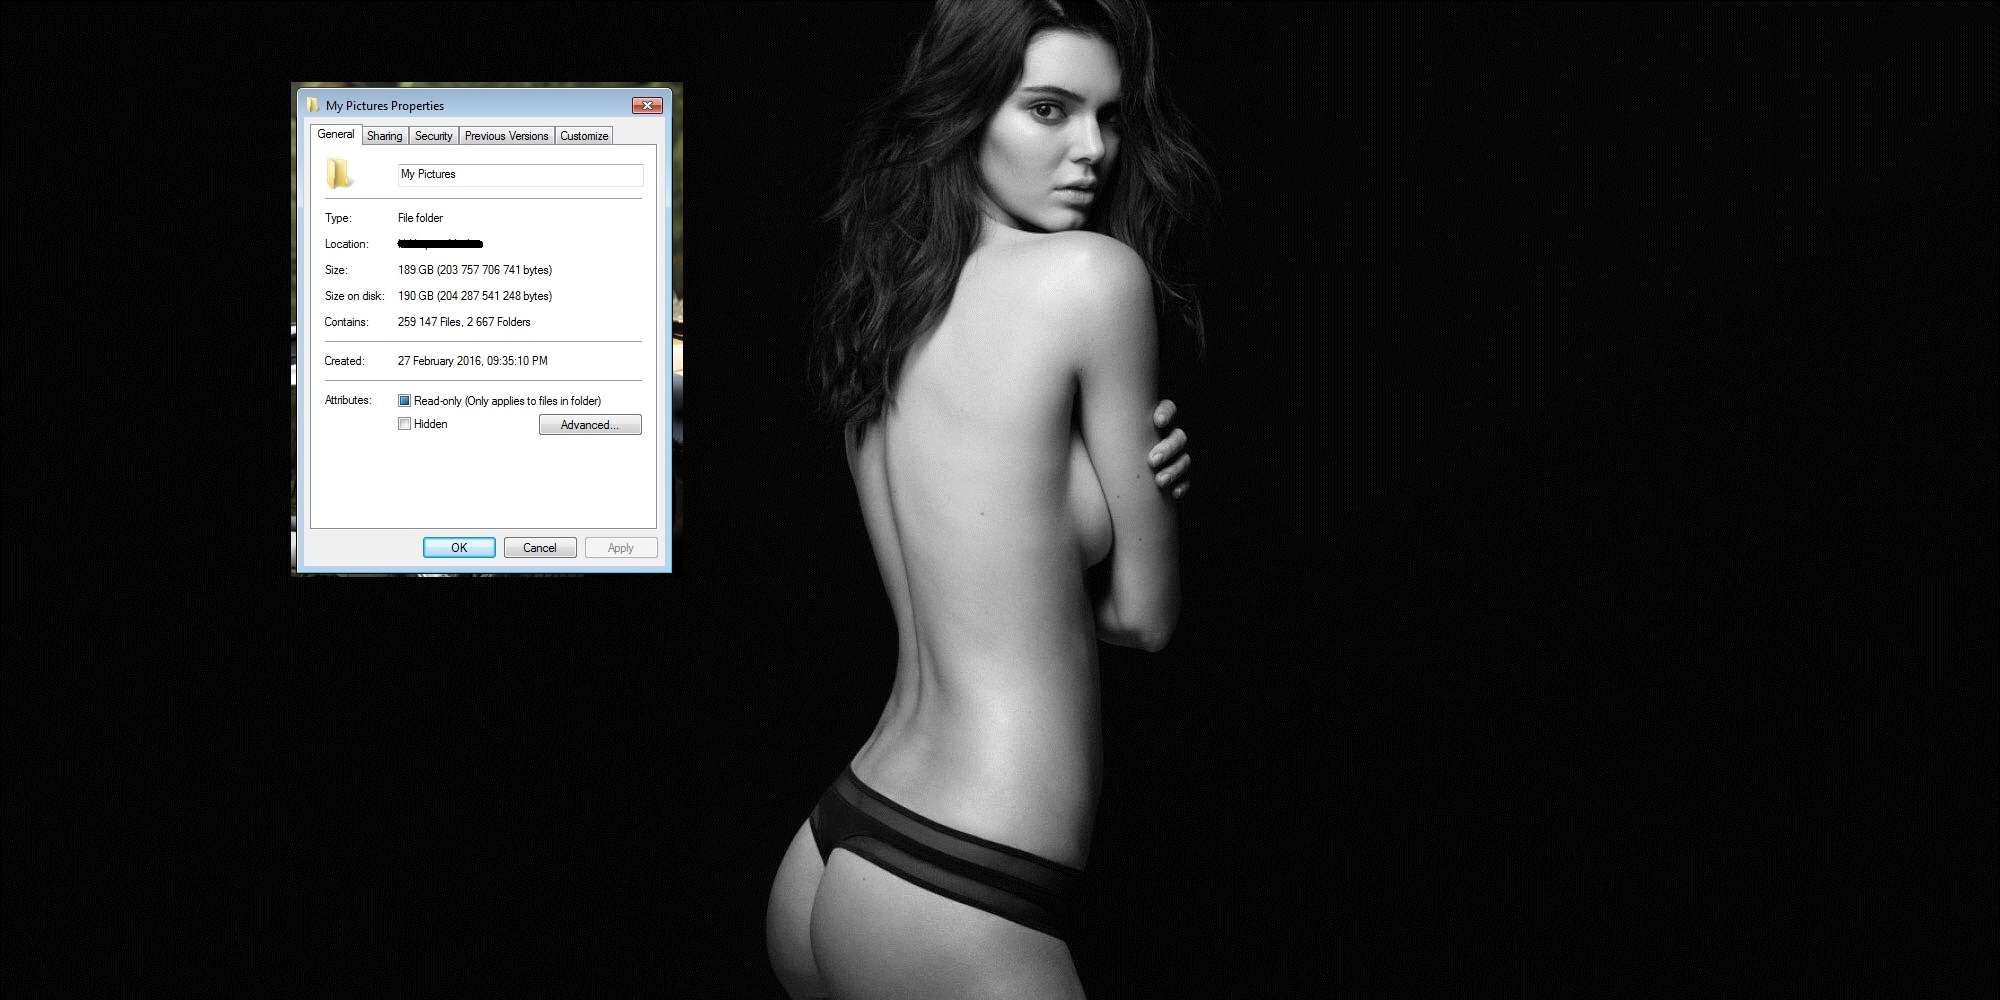 My Pictures Properties
General Sharing Security Previous Versions Customize
My Pictures
Type: File folder
Location:
Size: 189 GB (203 757 706 741 bytes)
Size on disk: 190 GB (204 287 541 248 bytes)
Contains: 259 147 Files, 2 667 Folders
Created: 27 February 2016, 09:35:10 PM
Attributes: Read-only (Only applies to files in folder)
Hidden Advanced...
OK Cancel Apply